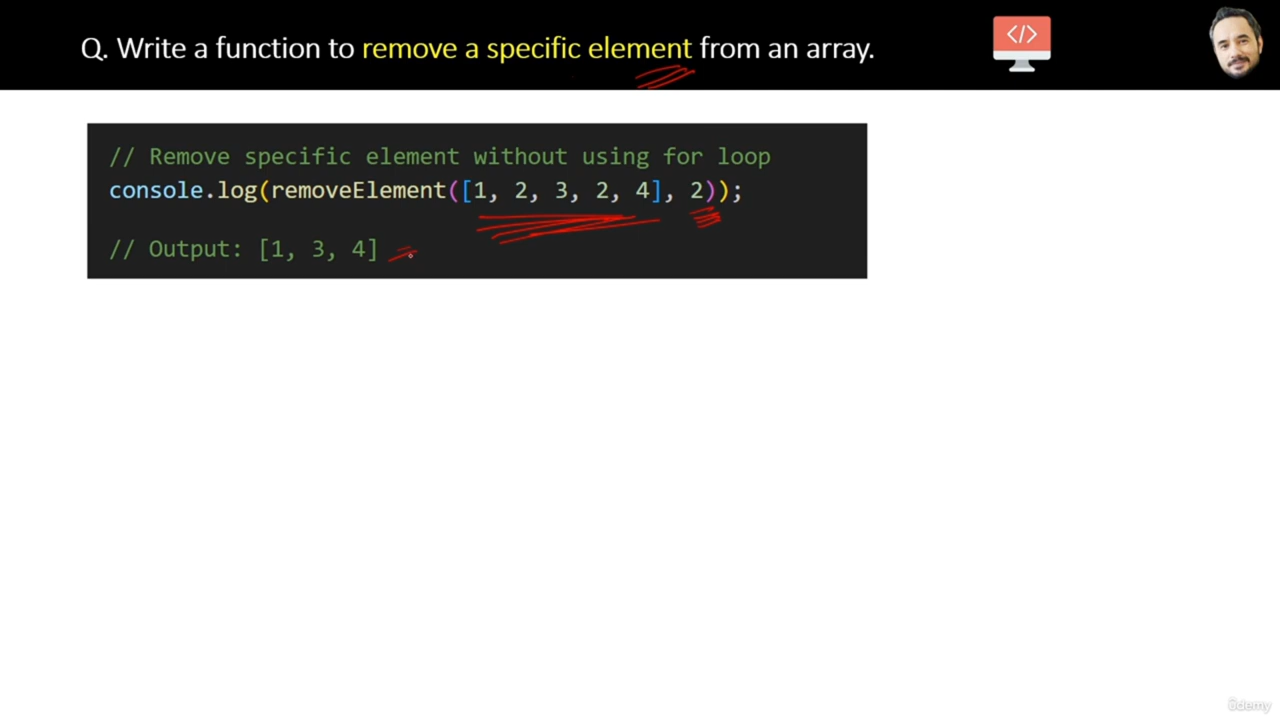 Q. Write a function to remove a specific element from an array.
</>
// Remove specific element without using for loop
console.log(removeElement([1, 2, 3, 2, 4], 2));
// Output: [1, 3, 4]
ûdemy